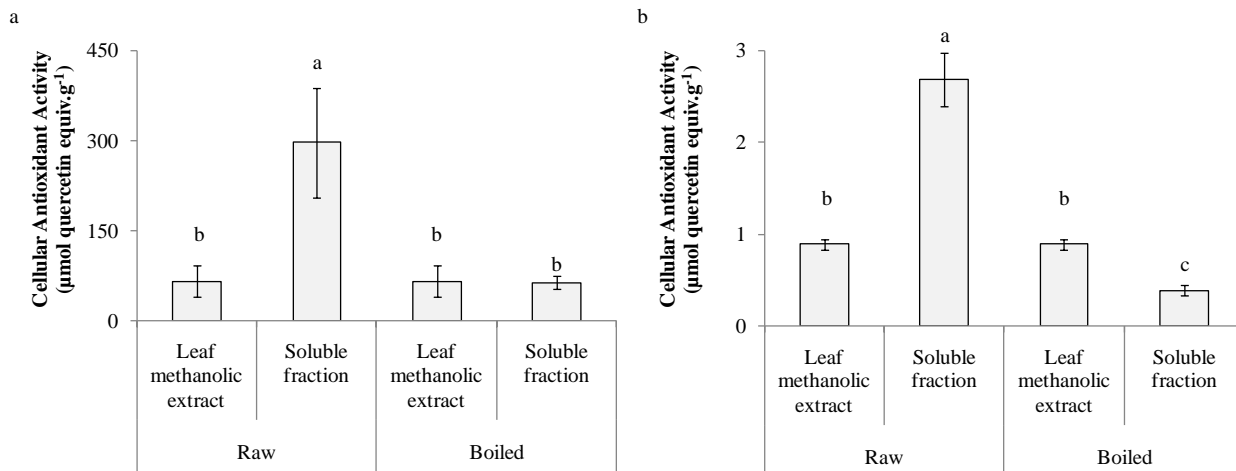 a
Cellular Antioxidant Activity
(µmol quercetin equiv.g-1)
450
300
150
0
b
a
b
b
Leaf
methanolic
extract
Soluble
fraction
Leaf
methanolic
extract
Soluble
fraction
Raw
Boiled
b
Cellular Antioxidant Activity
(µmol quercetin equiv.g-1)
3
2
1
0
b
a
b
c
Leaf
methanolic
extract
Soluble
fraction
Leaf
methanolic
extract
Soluble
fraction
Raw
Boiled